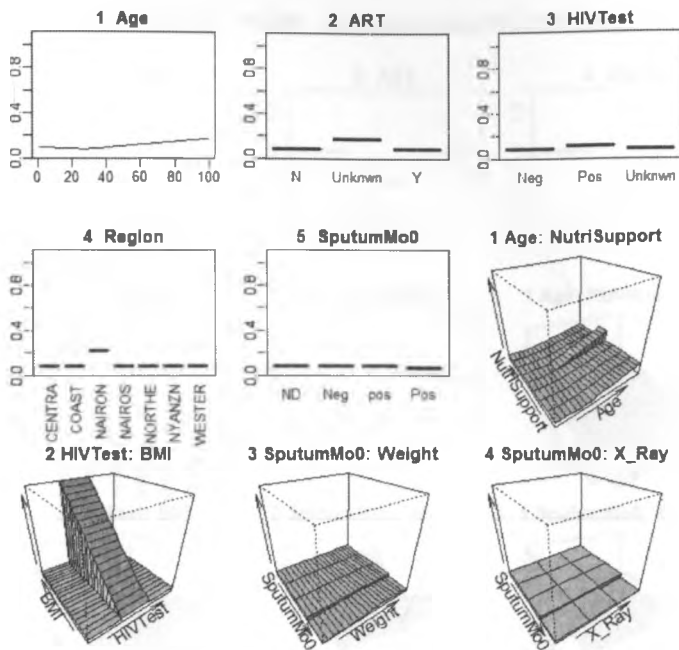 1 Age
2 ART
3 HIVTest
0.0 0.4 0.8
0 20 40 60 80 100
0.0 0.4 0.8
N Unknwn Y
0.0 0.4 0.8
Neg Pos Unknown
4 Region
5 SputumMo0
1 Age: NutriSupport
0.0 0.4 0.8
CENTRA
COAST
NAIRON
NAIROS
NORTHE
NYANZN
WESTER
0.0 0.4 0.8
ND Neg pos Pos
NutriSupport
Age
2 HIVTest: BMI
3 SputumMo0: Weight
4 SputumMo0: X_Ray
BMI
HIVTest
SputumMo0
Weight
SputumMo0
X_Ray